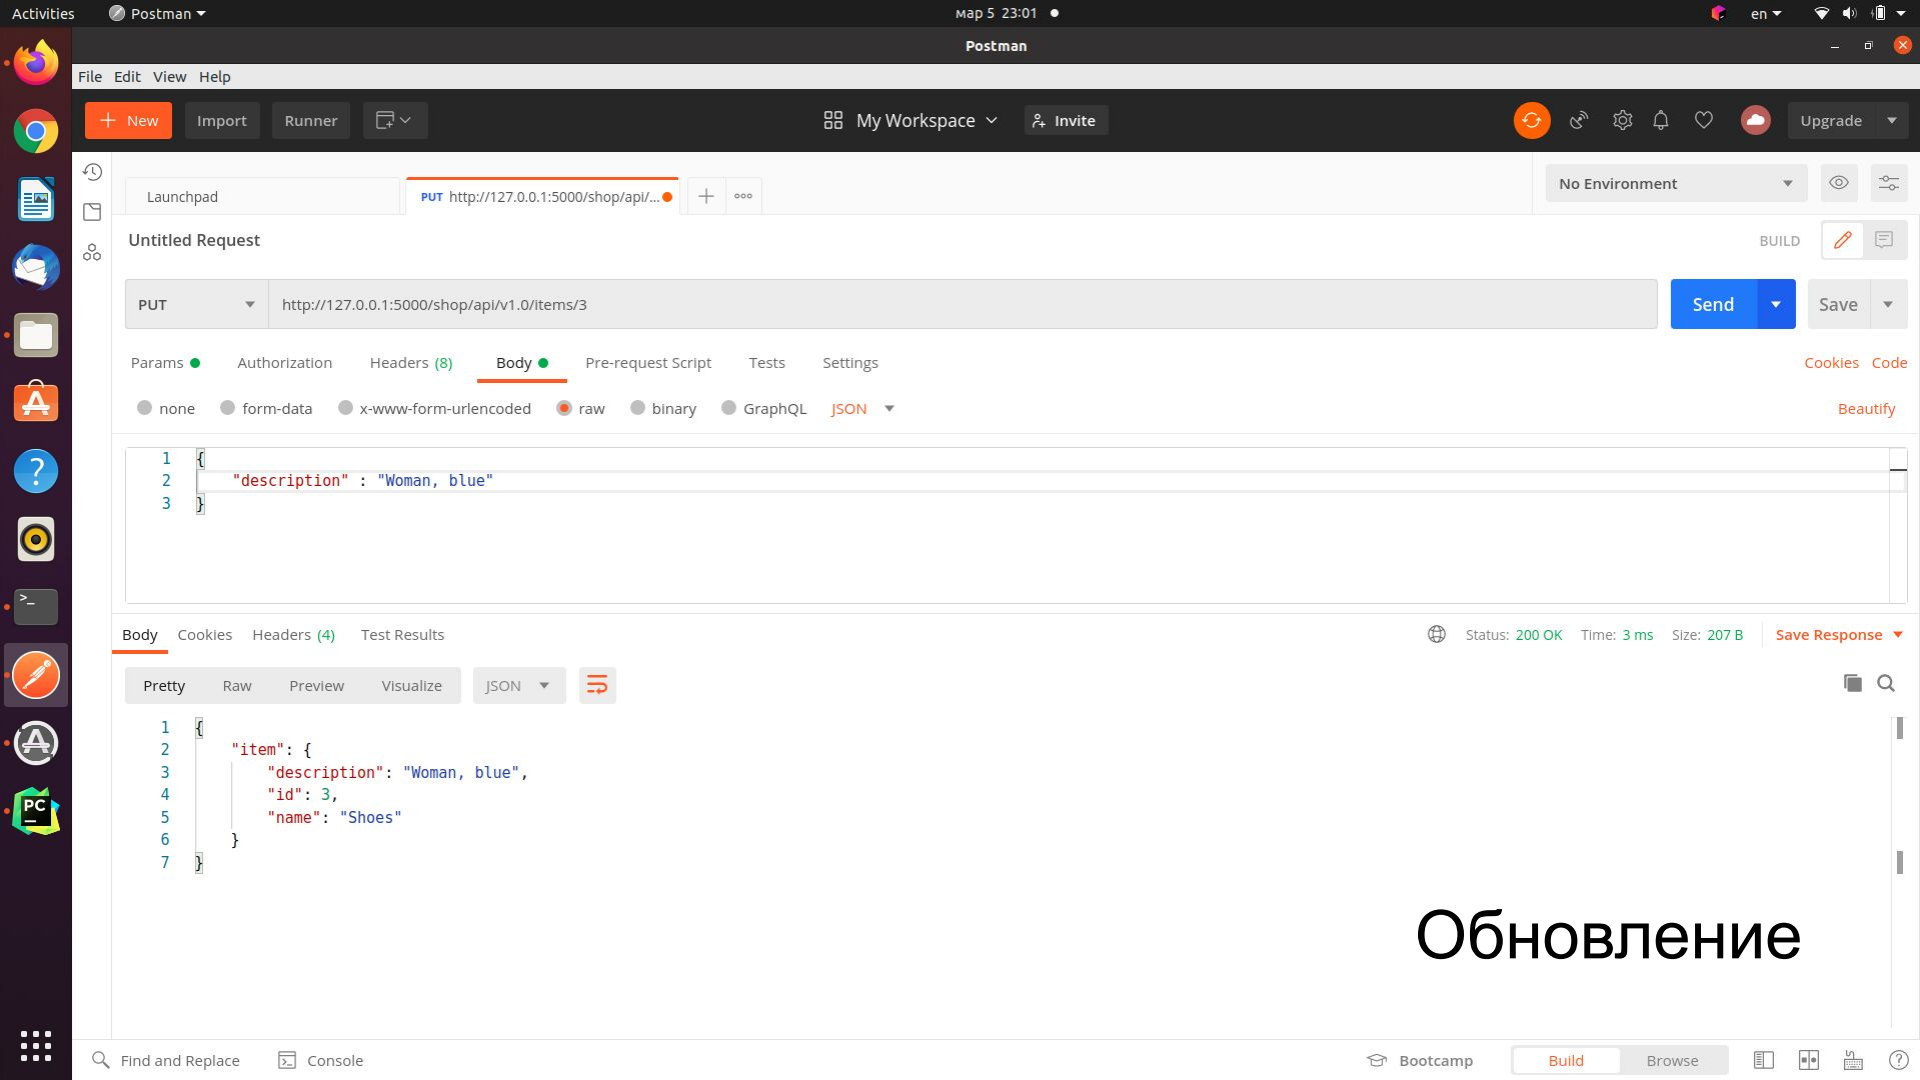 Activities Postman мар 5 23:01 en
Postman
File Edit View Help
New Import Runner My Workspace Invite Upgrade
Launchpad PUT http://127.0.0.1:5000/shop/api/... No Environment
Untitled Request BUILD
PUT http://127.0.0.1:5000/shop/api/v1.0/items/3 Send Save
Params Authorization Headers (8) Body Pre-request Script Tests Settings Cookies Code
none form-data x-www-form-urlencoded raw binary GraphQL JSON Beautify
1 {
2 "description" : "Woman, blue"
3 }
Body Cookies Headers (4) Test Results Status: 200 OK Time: 3 ms Size: 207 B Save Response
Pretty Raw Preview Visualize JSON
1 {
2 "item": {
3 "description": "Woman, blue",
4 "id": 3,
5 "name": "Shoes"
6 }
7 }
Обновление
Find and Replace Console Bootcamp Build Browse
PC